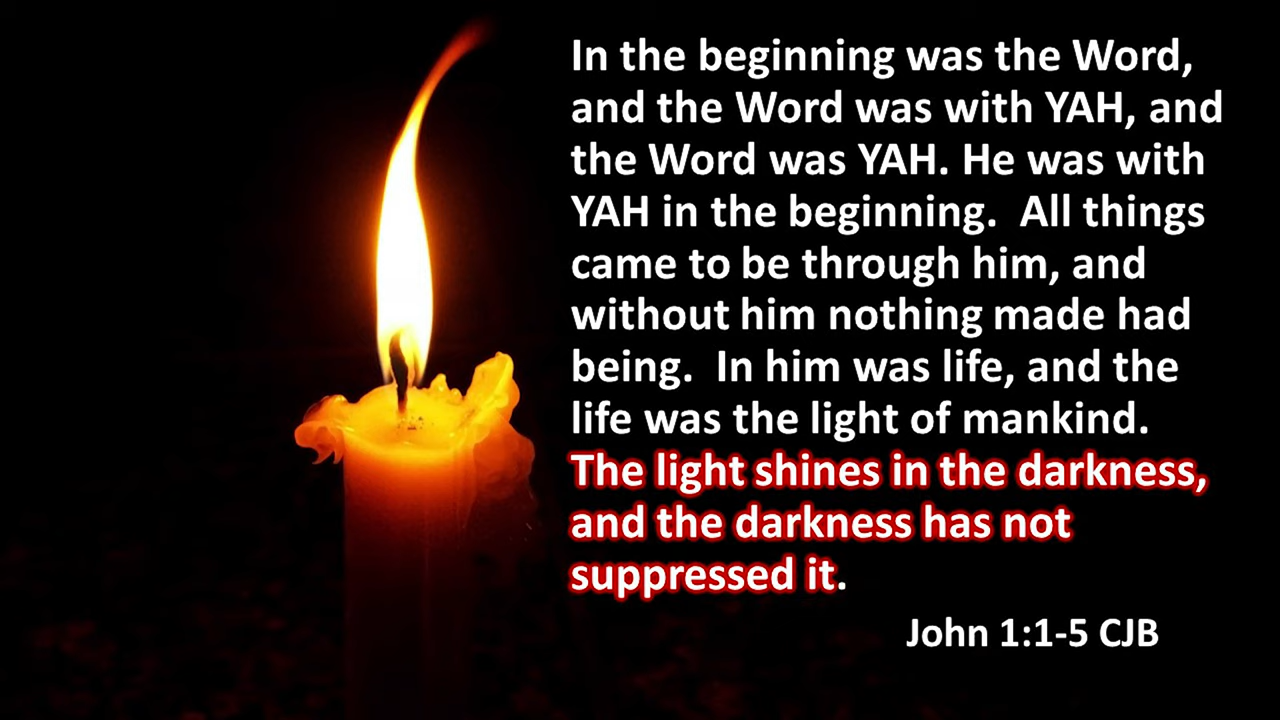 In the beginning was the Word,
and the Word was with YAH, and
the Word was YAH. He was with
YAH in the beginning.  All things
came to be through him, and
without him nothing made had
being.  In him was life, and the
life was the light of mankind.
The light shines in the darkness,
and the darkness has not
suppressed it.
John 1:1-5 CJB